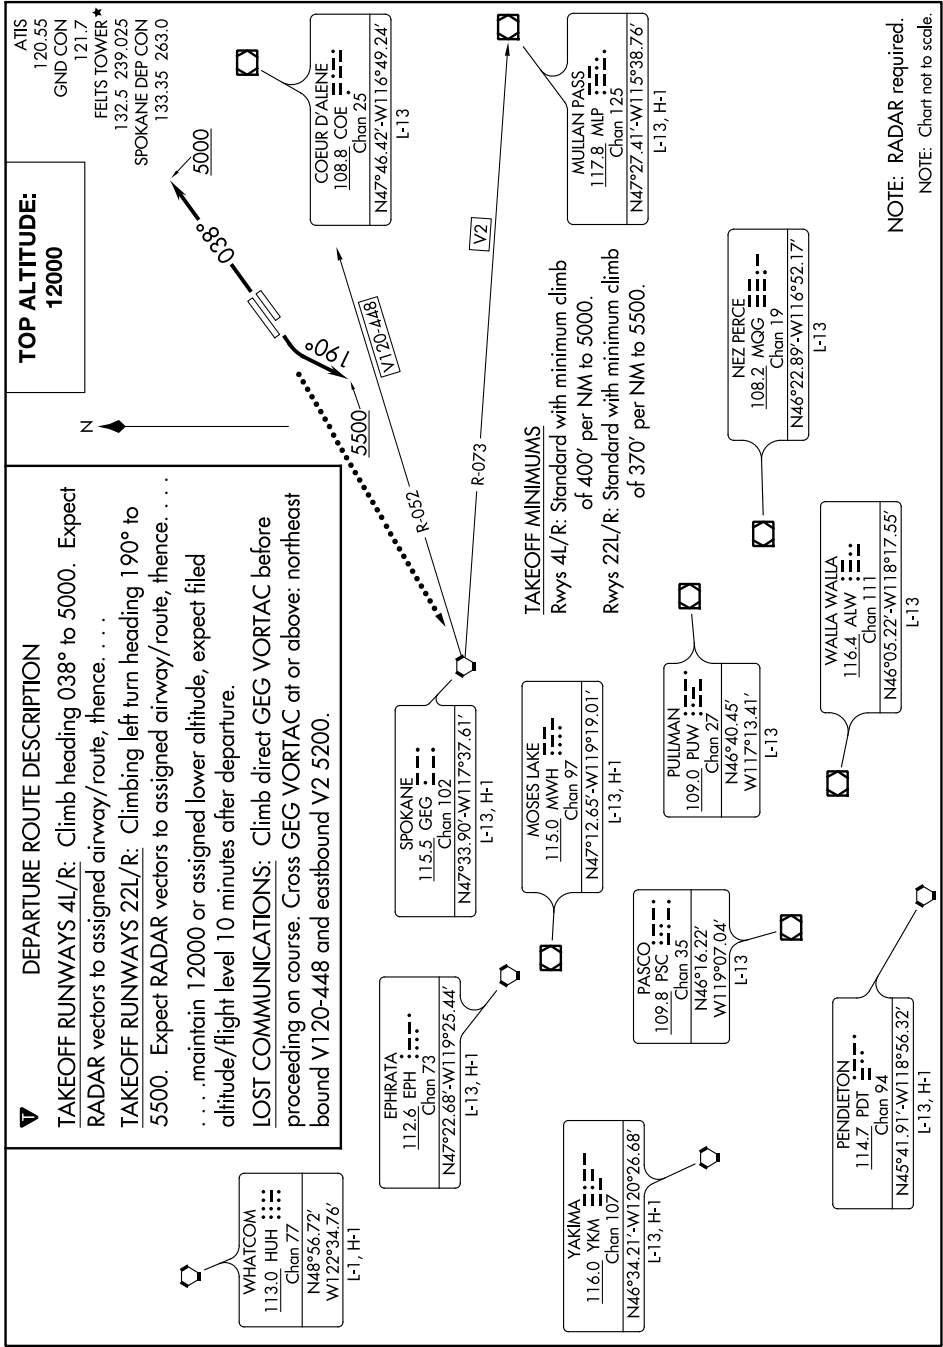 DEPARTURE ROUTE DESCRIPTION
TAKEOFF RUNWAYS 4L/R: Climb heading 038° to 5000. Expect
RADAR vectors to assigned airway/route, thence. . . .
TAKEOFF RUNWAYS 22L/R: Climbing left turn heading 190° to
5500. Expect RADAR vectors to assigned airway/route, thence. . . .
. . . .maintain 12000 or assigned lower altitude, expect filed
altitude/flight level 10 minutes after departure.
LOST COMMUNICATIONS: Climb direct GEG VORTAC before
proceeding on course. Cross GEG VORTAC at or above: northeast
bound V120-448 and eastbound V2 5200.
TOP ALTITUDE:
12000
ATIS
120.55
GND CON
121.7
FELTS TOWER★
132.5 239.025
SPOKANE DEP CON
133.35 263.0
N
5000
038°
190°
5500
V120-448
R-052
R-073
V2
COEUR D'ALENE
108.8 COE
Chan 25
N47°46.42'-W116°49.24'
L-13
MULLAN PASS
117.8 MLP
Chan 125
N47°27.41'-W115°38.76'
L-13, H-1
TAKEOFF MINIMUMS
Rwys 4L/R: Standard with minimum climb
of 400' per NM to 5000.
Rwys 22L/R: Standard with minimum climb
of 370' per NM to 5500.
WHATCOM
113.0 HUH
Chan 77
N48°56.72'
W122°34.76'
L-1, H-1
EPHRATA
112.6 EPH
Chan 73
N47°22.68'-W119°25.44'
L-13, H-1
SPOKANE
115.5 GEG
Chan 102
N47°33.90'-W117°37.61'
L-13, H-1
MOSES LAKE
115.0 MWH
Chan 97
N47°12.65'-W119°19.01'
L-13, H-1
YAKIMA
116.0 YKM
Chan 107
N46°34.21'-W120°26.68'
L-13, H-1
PASCO
109.8 PSC
Chan 35
N46°16.22'
W119°07.04'
L-13
PULLMAN
109.0 PUW
Chan 27
N46°40.45'
W117°13.41'
L-13
NEZ PERCE
108.2 MQG
Chan 19
N46°22.89'-W116°52.17'
L-13
WALLA WALLA
116.4 ALW
Chan 111
N46°05.22'-W118°17.55'
L-13
PENDLETON
114.7 PDT
Chan 94
N45°41.91'-W118°56.32'
L-13, H-1
NOTE: RADAR required.
NOTE: Chart not to scale.